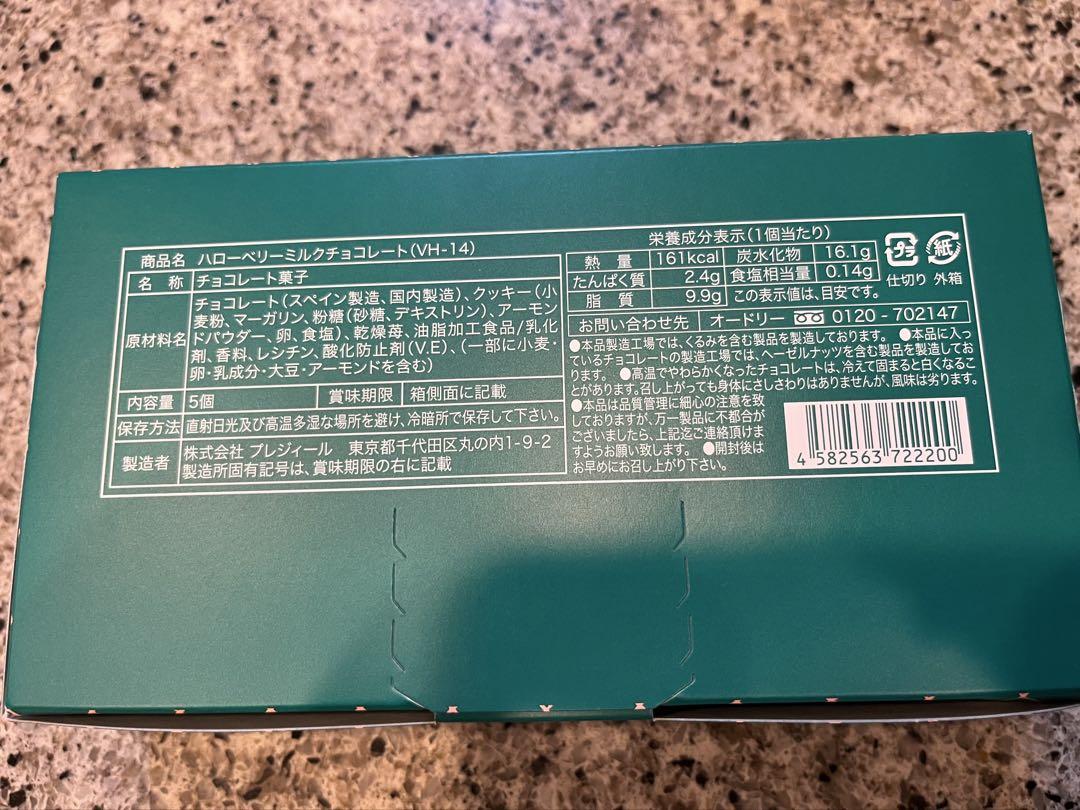 商品名 ハローベリーミルクチョコレート(VH-14)
名 称 チョコレート菓子
原材料名 チョコレート(スペイン製造、国内製造)、クッキー(小
麦粉、マーガリン、粉糖(砂糖、デキストリン)、アーモン
ドパウダー、卵、食塩)、乾燥苺、油脂加工食品/乳化
剤、香料、レシチン、酸化防止剤(V.E)、(一部に小麦・
卵・乳成分・大豆・アーモンドを含む)
内容量 5個 賞味期限 箱側面に記載
保存方法 直射日光及び高温多湿な場所を避け、冷暗所で保存して下さい。
製造者 株式会社 プレジィール 東京都千代田区丸の内1-9-2
製造所固有記号は、賞味期限の右に記載
栄養成分表示(1個当たり)
熱 量 161kcal 炭水化物 16.1g
たんぱく質 2.4g 食塩相当量 0.14g
脂 質 9.9g この表示値は、目安です。
プラ 紙
仕切り 外箱
お問い合わせ先 オードリー 0120-702147
●本品製造工場では、くるみを含む製品を製造しております。 ●本品に入っ
ているチョコレートの製造工場では、ヘーゼルナッツを含む製品を製造してお
ります。 ●高温でやわらかくなったチョコレートは、冷えて固まると白くなるこ
とがあります。召し上がっても身体にさしさわりはありませんが、風味は劣ります。
●本品は品質管理に細心の注意を致
しておりますが、万一製品に不都合が
ございましたら、上記迄ご連絡頂けま
すようお願い致します。 ●開封後は
お早めにお召し上がり下さい。
4 582563 722200